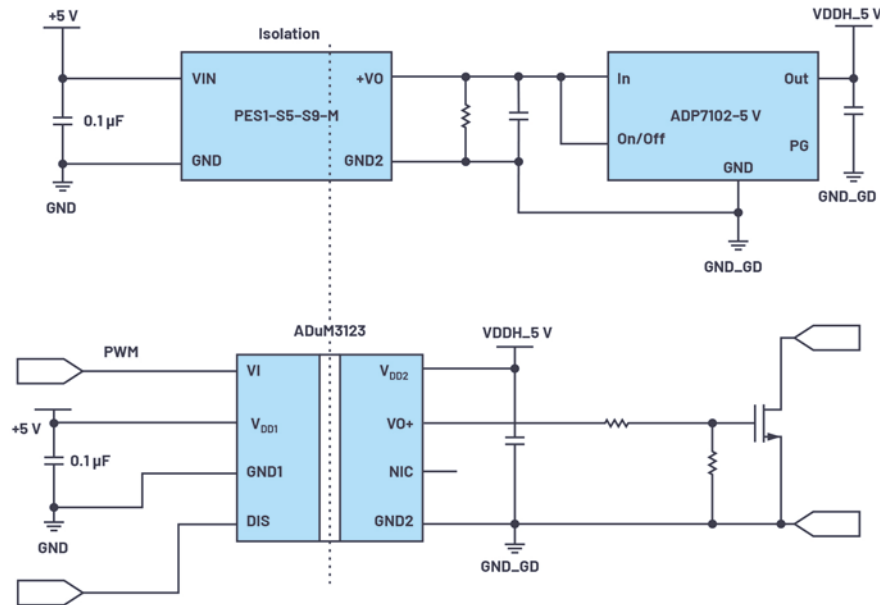 +5 V
Isolation
VDDH_5 V
VIN
+VO
In
Out
0.1 µF
PES1-S5-S9-M
ADP7102-5 V
On/Off
PG
GND
GND2
GND
GND
GND_GD
GND_GD
ADuM3123
VDDH_5 V
PWM
VI
VDD2
+5 V
VDD1
VO+
0.1 µF
GND1
NIC
DIS
GND2
GND
GND_GD